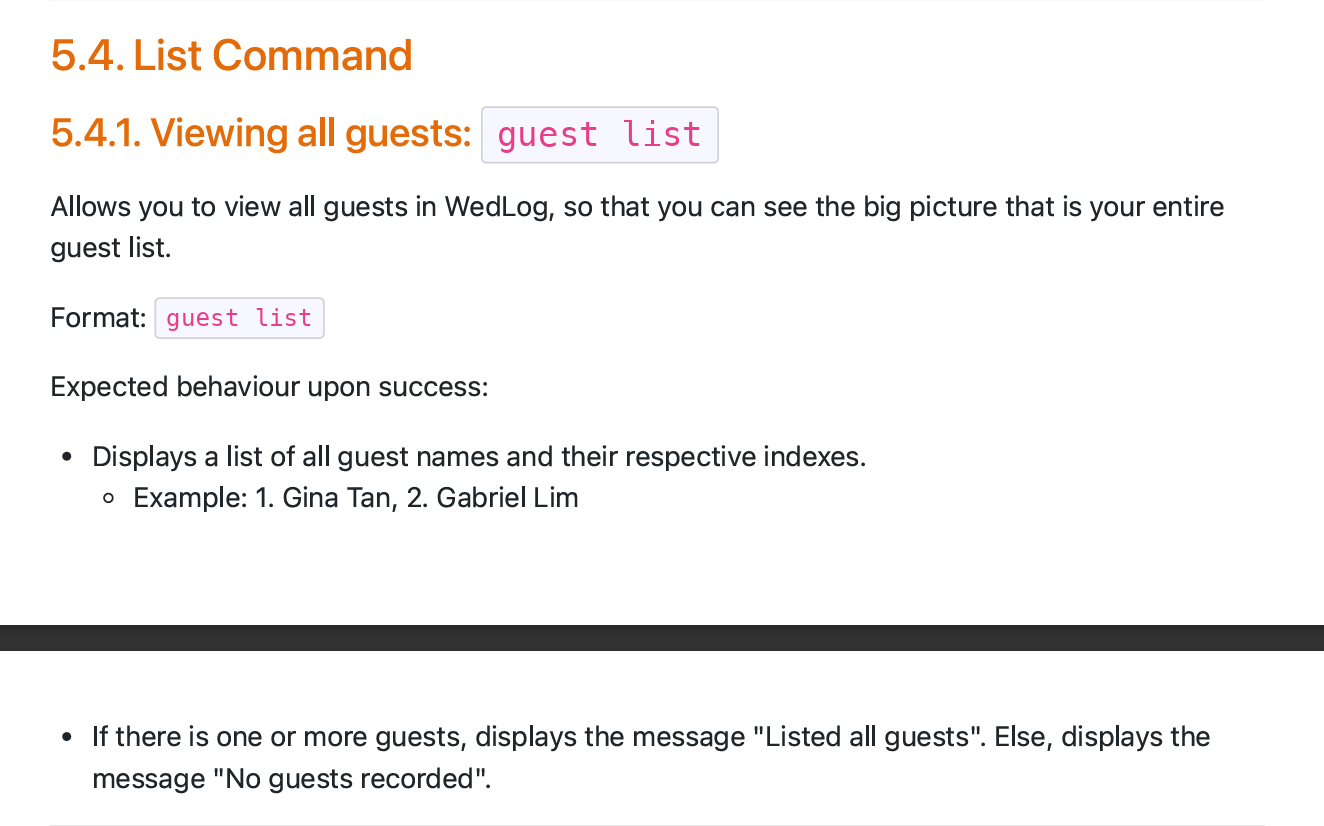 5.4. List Command
5.4.1. Viewing all guests: guest list
Allows you to view all guests in WedLog, so that you can see the big picture that is your entire
guest list.
Format: guest list
Expected behaviour upon success:
• Displays a list of all guest names and their respective indexes.
◦ Example: 1. Gina Tan, 2. Gabriel Lim
• If there is one or more guests, displays the message "Listed all guests". Else, displays the
message "No guests recorded".